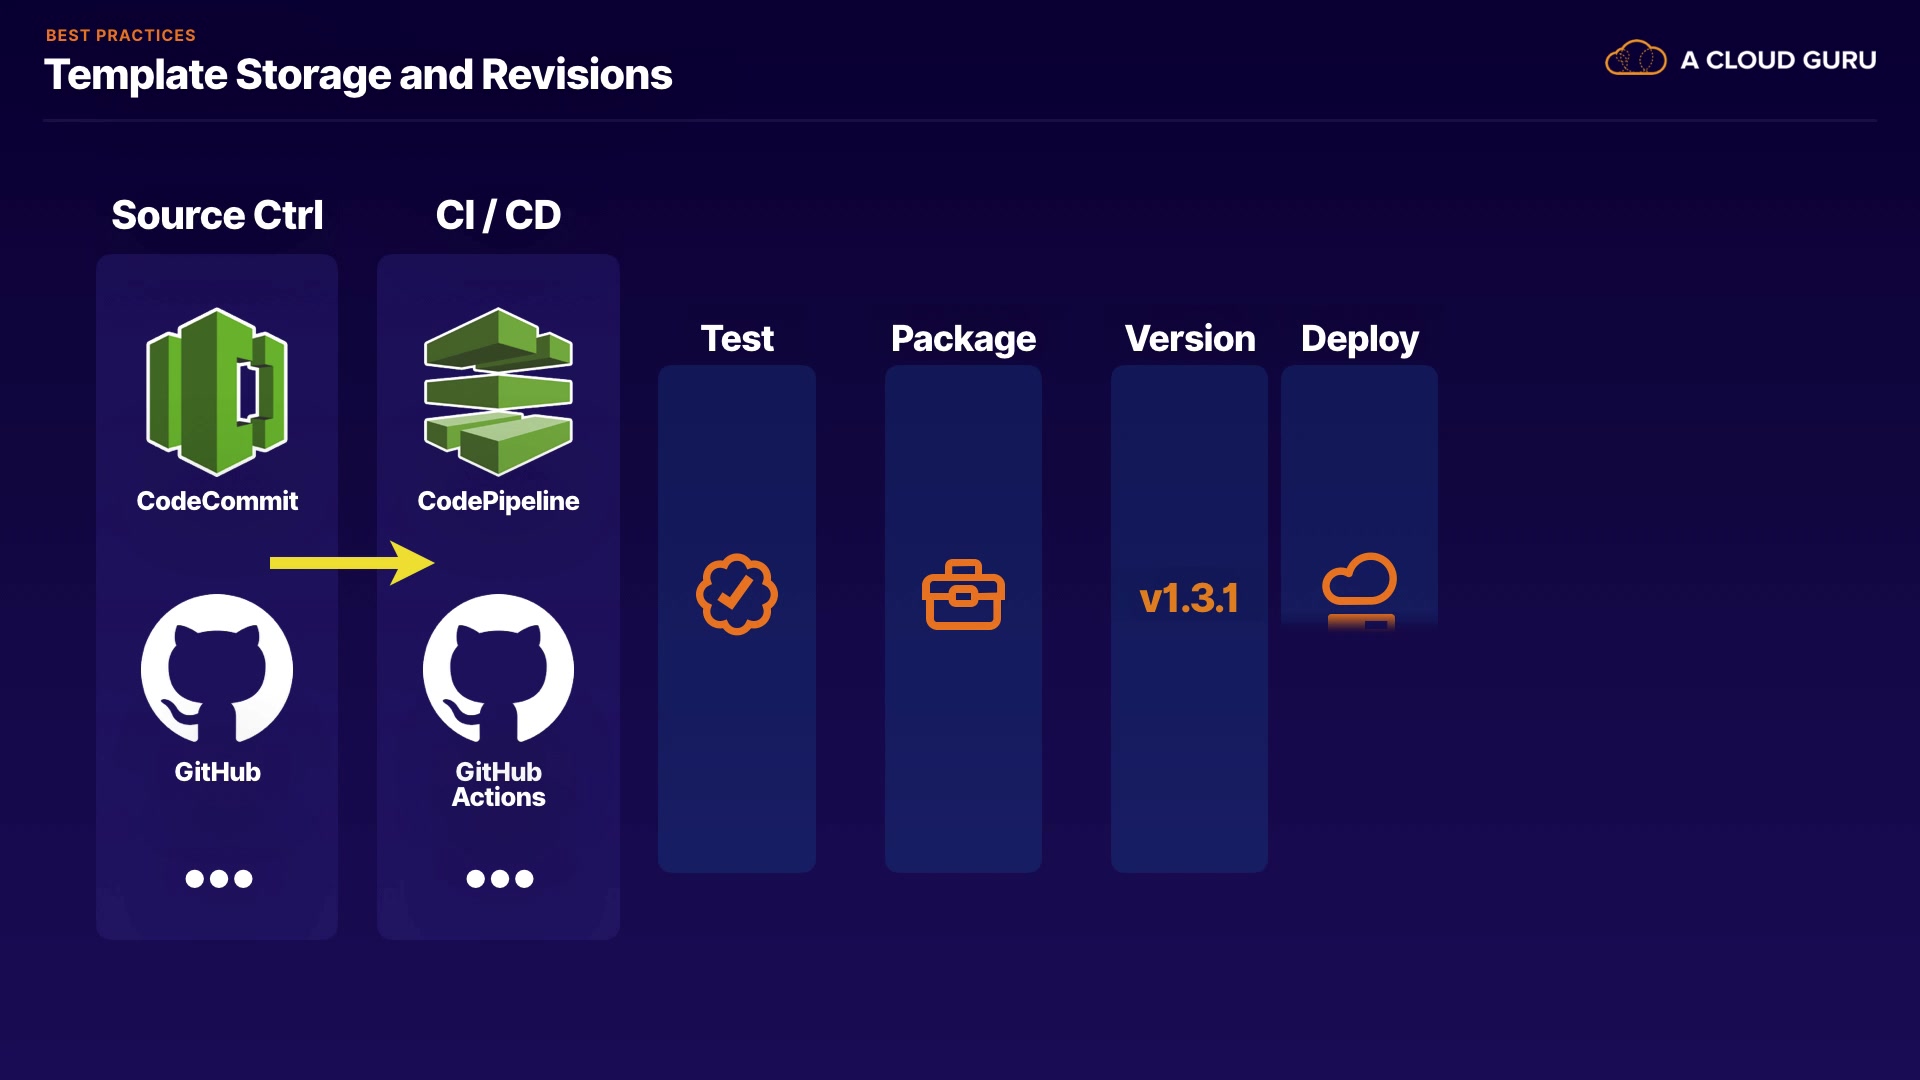 BEST PRACTICES
Template Storage and Revisions
A CLOUD GURU
Source Ctrl
CI / CD
CodeCommit
CodePipeline
GitHub
GitHub
Actions
Test
Package
Version
Deploy
v1.3.1